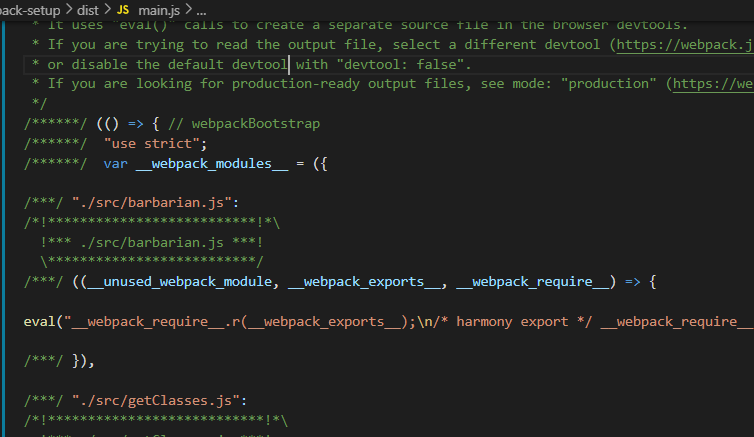 pack-setup > dist > JS main.js > ...
* It uses "eval()" calls to create a separate source file in the browser devtools.
* If you are trying to read the output file, select a different devtool (https://webpack.j
* or disable the default devtool with "devtool: false".
* If you are looking for production-ready output files, see mode: "production" (https://we
*/
/******/ (() => { // webpackBootstrap
/******/ "use strict";
/******/ var __webpack_modules__ = ({
/***/ "./src/barbarian.js":
/*!**************************!*\
!*** ./src/barbarian.js ***!
\**************************/
/***/ ((__unused_webpack_module, __webpack_exports__, __webpack_require__) => {
eval("__webpack_require__.r(__webpack_exports__);\n/* harmony export */ __webpack_require__
/***/ }),
/***/ "./src/getClasses.js":
/*!***************************!*\